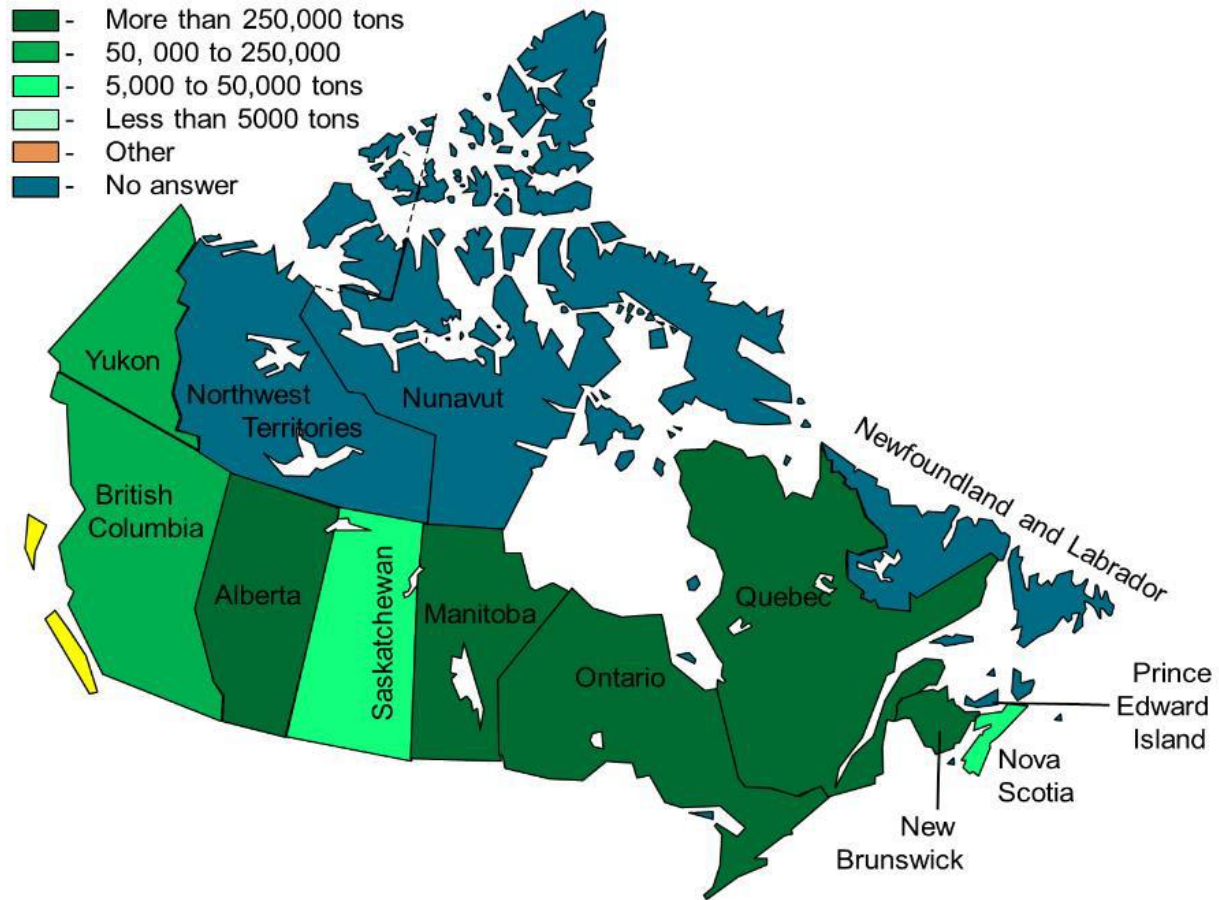 - More than 250,000 tons
- 50, 000 to 250,000
- 5,000 to 50,000 tons
- Less than 5000 tons
- Other
- No answer
Yukon
Northwest
Territories
Nunavut
British
Columbia
Alberta
Saskatchewan
Manitoba
Ontario
Quebec
Newfoundland and Labrador
Prince
Edward
Island
Nova
Scotia
New
Brunswick